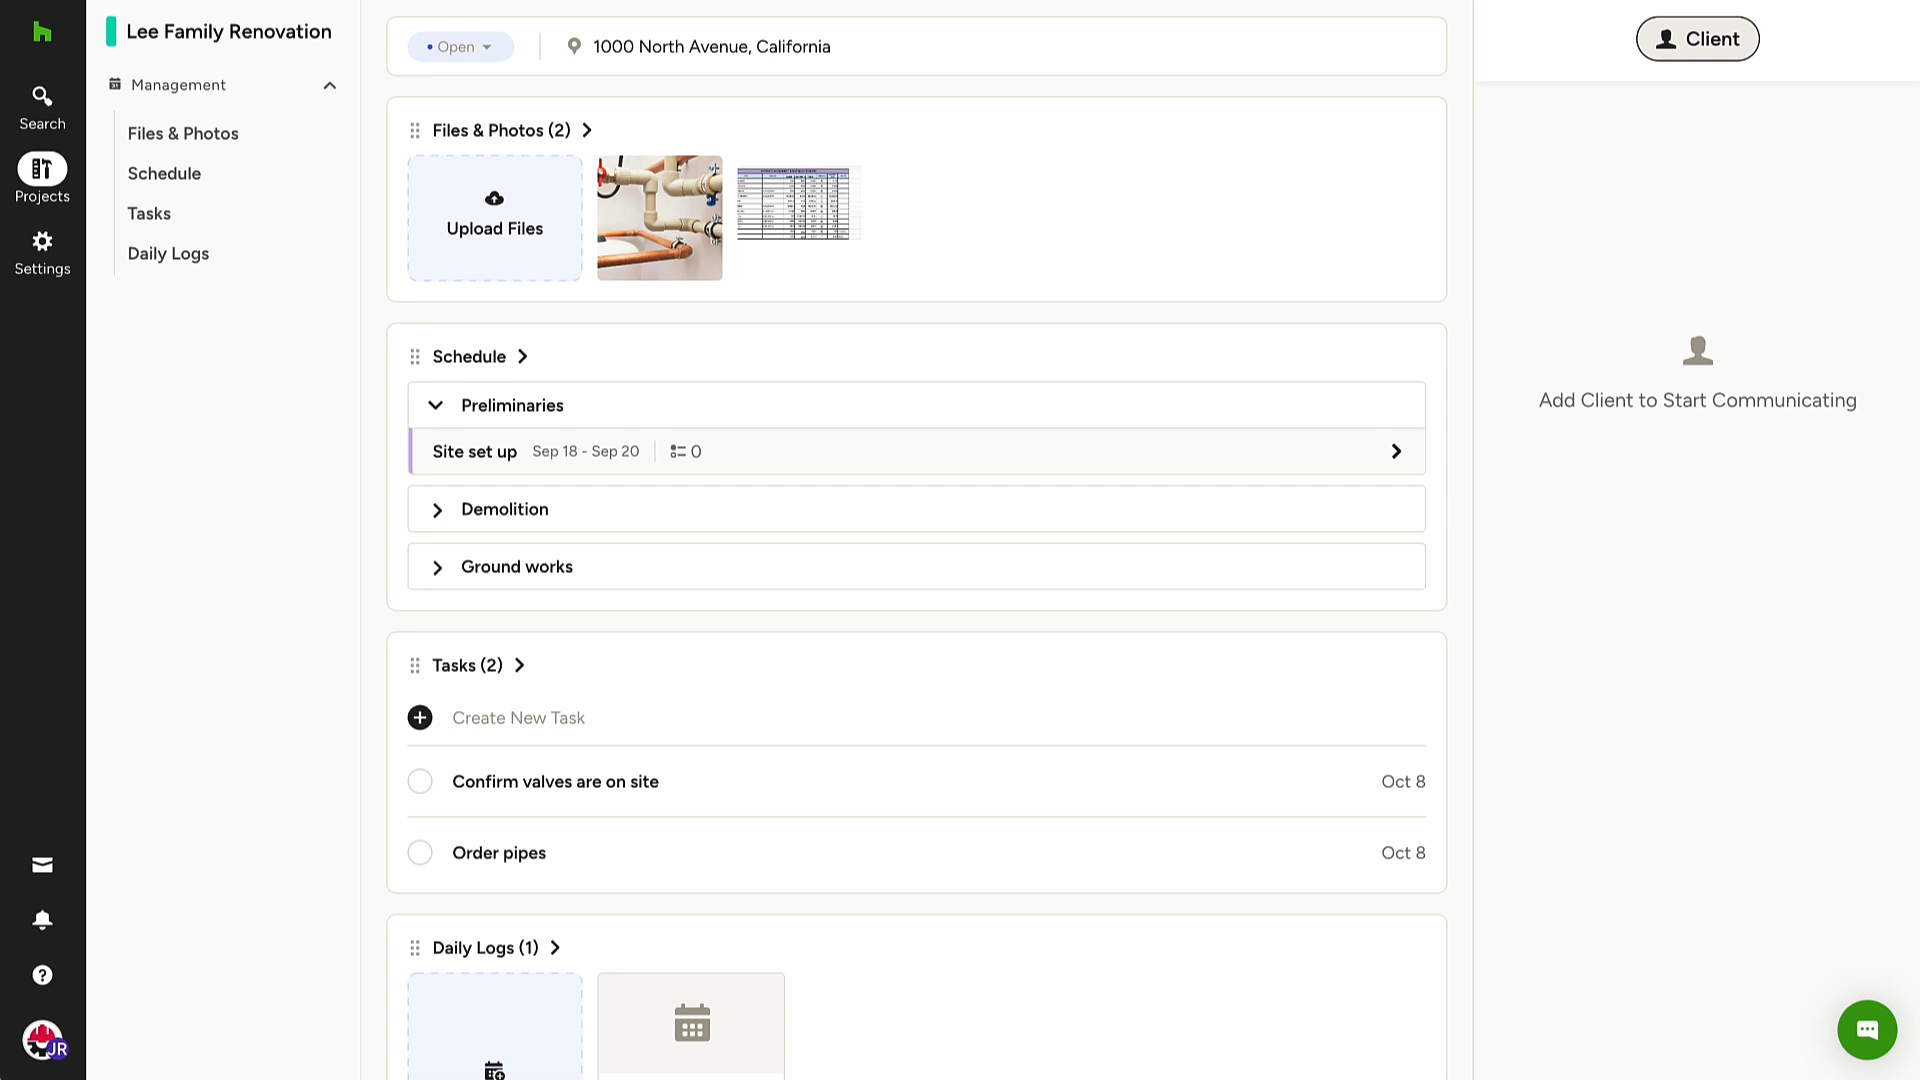 Lee Family Renovation
Management
Files & Photos
Schedule
Tasks
Daily Logs
Search
Projects
Settings
JR
Open
1000 North Avenue, California
Files & Photos (2)
Upload Files
Schedule
Preliminaries
Site set up Sep 18 - Sep 20 0
Demolition
Ground works
Tasks (2)
Create New Task
Confirm valves are on site Oct 8
Order pipes Oct 8
Daily Logs (1)
Client
Add Client to Start Communicating